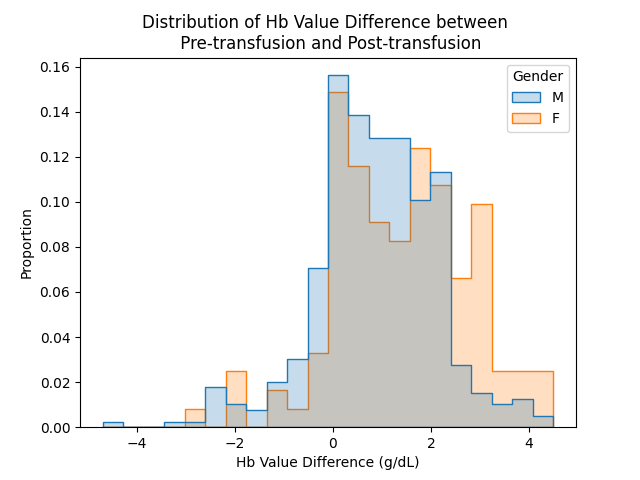 Distribution of Hb Value Difference between
Pre-transfusion and Post-transfusion
Gender
M
F
0.16
0.14
0.12
0.10
0.08
0.06
0.04
0.02
0.00
Proportion
−4
−2
0
2
4
Hb Value Difference (g/dL)